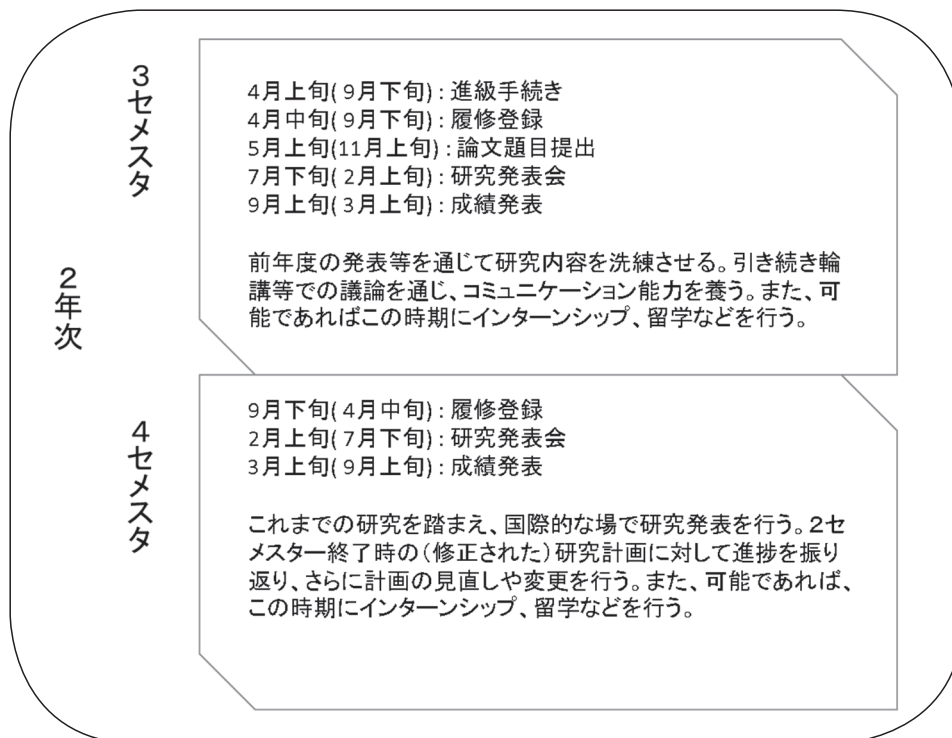 2年次
3セメスタ
4月上旬( 9月下旬) : 進級手続き
4月中旬( 9月下旬) : 履修登録
5月上旬(11月上旬) : 論文題目提出
7月下旬( 2月上旬) : 研究発表会
9月上旬( 3月上旬) : 成績発表
前年度の発表等を通じて研究内容を洗練させる。引き続き輪
講等での議論を通じ、コミュニケーション能力を養う。また、可
能であればこの時期にインターンシップ、留学などを行う。
4セメスタ
9月下旬( 4月中旬) : 履修登録
2月上旬( 7月下旬) : 研究発表会
3月上旬( 9月上旬) : 成績発表
これまでの研究を踏まえ、国際的な場で研究発表を行う。2セ
メスター終了時の(修正された)研究計画に対して進捗を振り
返り、さらに計画の見直しや変更を行う。また、可能であれば、
この時期にインターンシップ、留学などを行う。